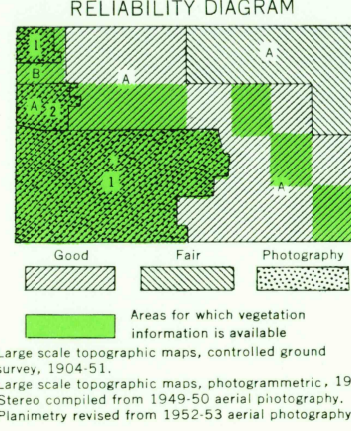 RELIABILITY DIAGRAM
1
A
A
B
A 2
1
A
Good Fair Photography
Areas for which vegetation
information is available
Large scale topographic maps, controlled ground
survey, 1904-51.
Large scale topographic maps, photogrammetric, 19
Stereo compiled from 1949-50 aerial photography.
Planimetry revised from 1952-53 aerial photography